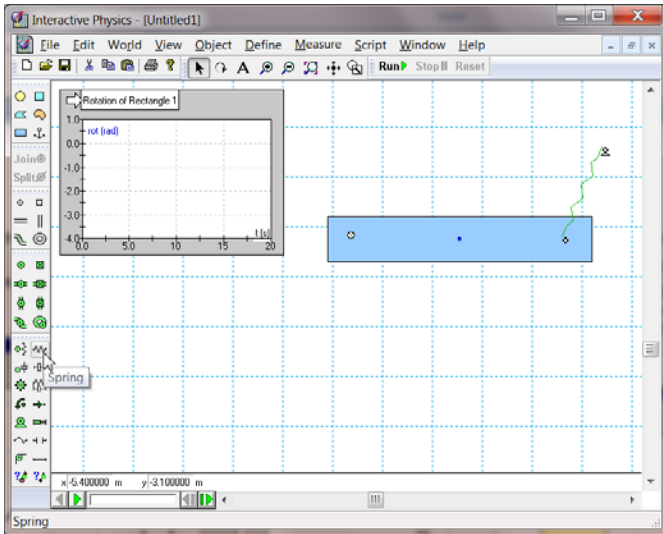 Interactive Physics - [Untitled1]
File Edit World View Object Define Measure Script Window Help
A Run Stop II Reset
Rotation of Rectangle 1
1.0
rot (rad)
0.0
-1.0
-2.0
-3.0
-4.0
t [s]
0.0 5.0 10 15 20
Join
Split
Spring
x -5.400000 m y -3.100000 m
Spring